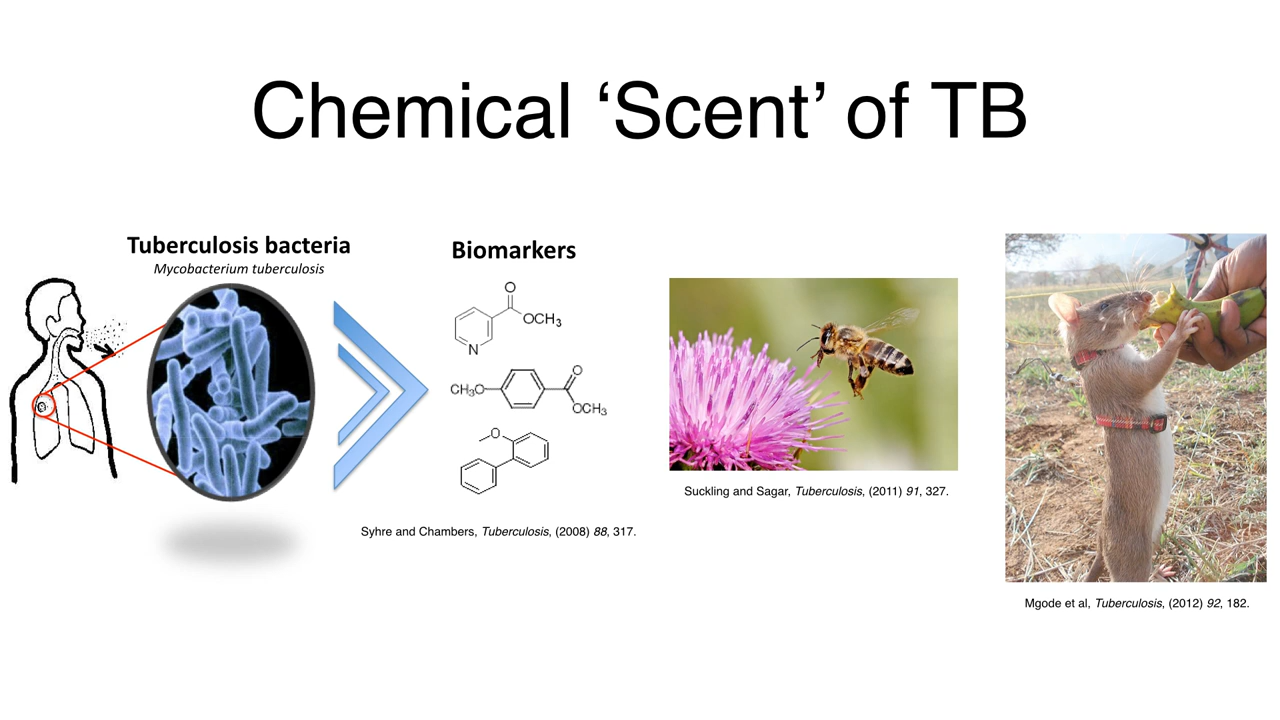 Chemical ‘Scent’ of TB
Tuberculosis bacteria
Mycobacterium tuberculosis
Biomarkers
O
OCH3
N
CH3O
O
OCH3
O
Syhre and Chambers, Tuberculosis, (2008) 88, 317.
Suckling and Sagar, Tuberculosis, (2011) 91, 327.
Mgode et al, Tuberculosis, (2012) 92, 182.